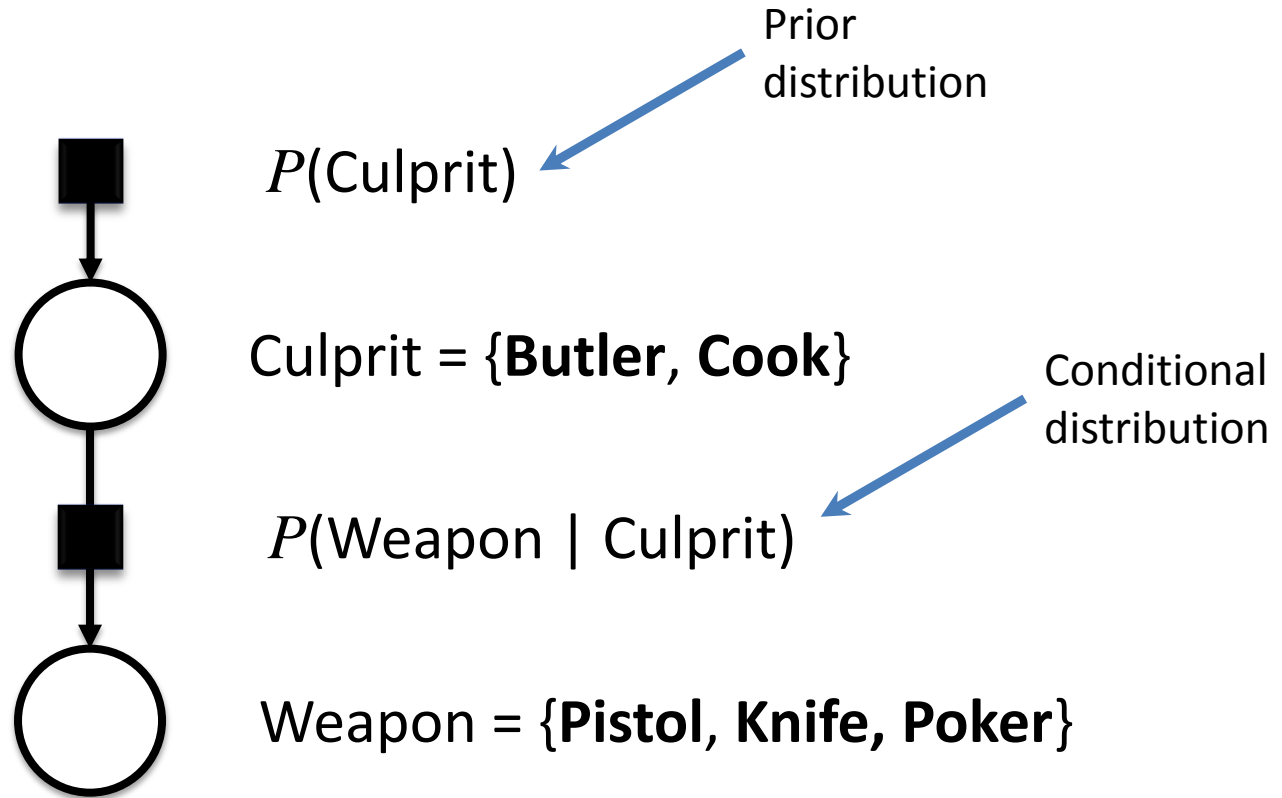 Prior
distribution
P(Culprit)
Culprit = {Butler, Cook}
Conditional
distribution
P(Weapon | Culprit)
Weapon = {Pistol, Knife, Poker}